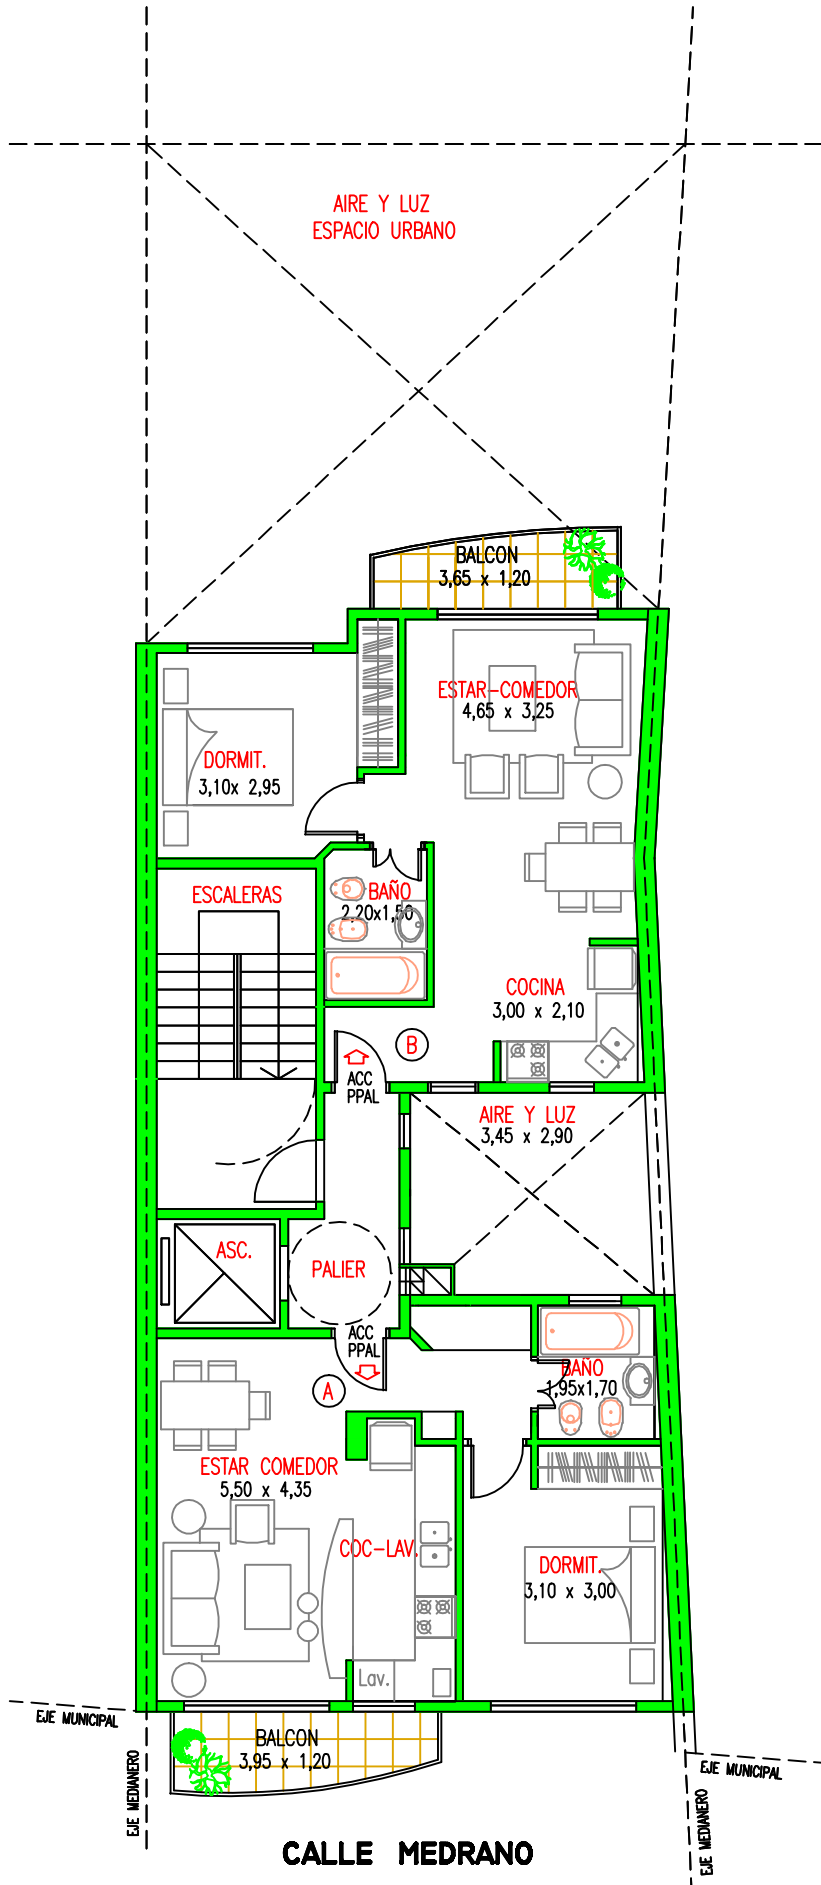 AIRE Y LUZ
ESPACIO URBANO
BALCON
3,65 x 1,20
ESTAR-COMEDOR
4,65 x 3,25
DORMIT.
3,10x 2,95
ESCALERAS
BAÑO
2,20x1,50
COCINA
3,00 x 2,10
B
ACC
PPAL
AIRE Y LUZ
3,45 x 2,90
ASC.
PALIER
ACC
PPAL
A
BAÑO
1,95x1,70
ESTAR COMEDOR
5,50 x 4,35
COC-LAV.
DORMIT.
3,10 x 3,00
Lav.
EJE MUNICIPAL
BALCON
3,95 x 1,20
EJE MEDIANERO
EJE MUNICIPAL
EJE MEDIANERO
CALLE MEDRANO